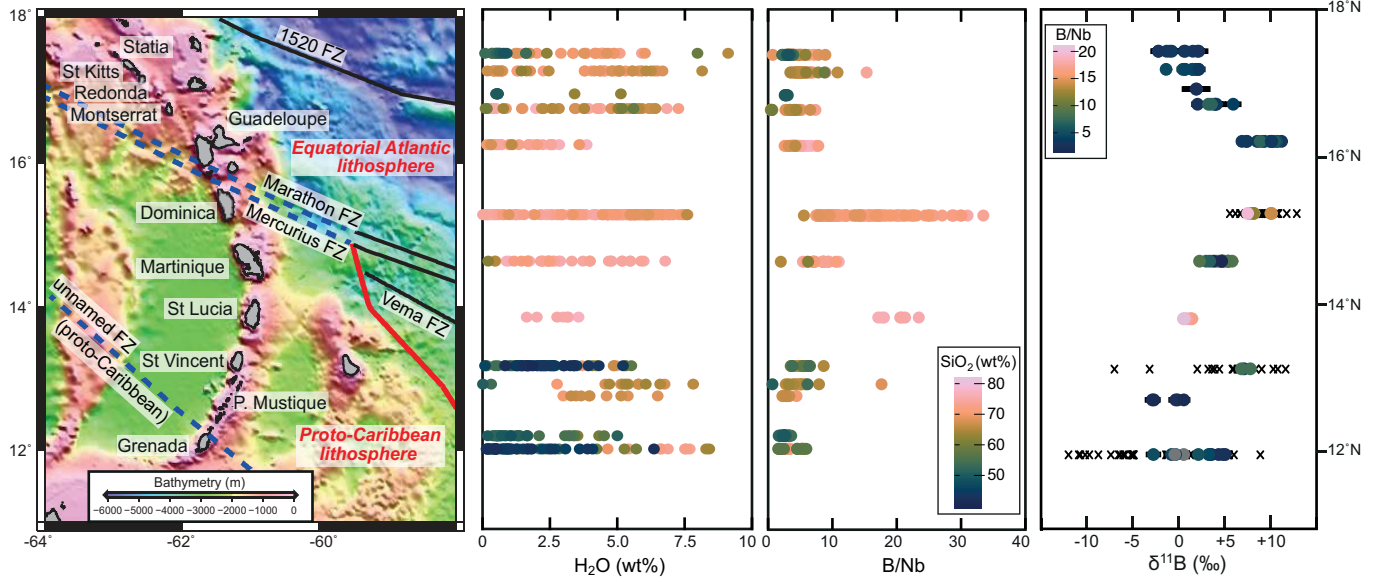 18°
16°
14°
12°
-64°
-62°
-60°
Statia
St Kitts
Redonda
Montserrat
1520 FZ
Guadeloupe
Equatorial Atlantic
lithosphere
Marathon FZ
Mercurius FZ
Dominica
Martinique
Vema FZ
unnamed FZ
(proto-Caribbean)
St Lucia
St Vincent
P. Mustique
Grenada
Proto-Caribbean
lithosphere
Bathymetry (m)
−6000 −5000 −4000 −3000 −2000 −1000 0
0 2.5 5.0 7.5 10
H₂O (wt%)
SiO₂ (wt%)
80
70
60
50
0 10 20 30 40
B/Nb
B/Nb
20
15
10
5
-10 -5 0 +5 +10
δ¹¹B (‰)
18°N
16°N
14°N
12°N